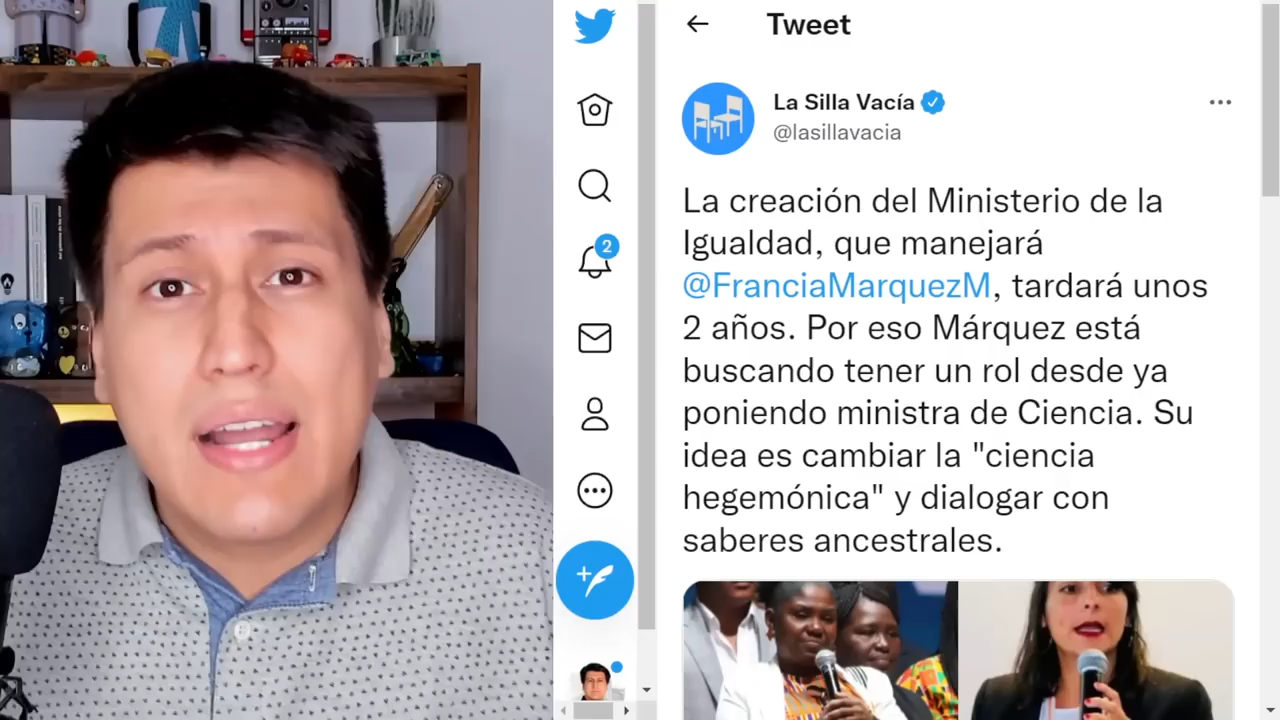 Tweet
La Silla Vacía
@lasillavacia
La creación del Ministerio de la
Igualdad, que manejará
@FranciaMarquezM, tardará unos
2 años. Por eso Márquez está
buscando tener un rol desde ya
poniendo ministra de Ciencia. Su
idea es cambiar la "ciencia
hegemónica" y dialogar con
saberes ancestrales.
2